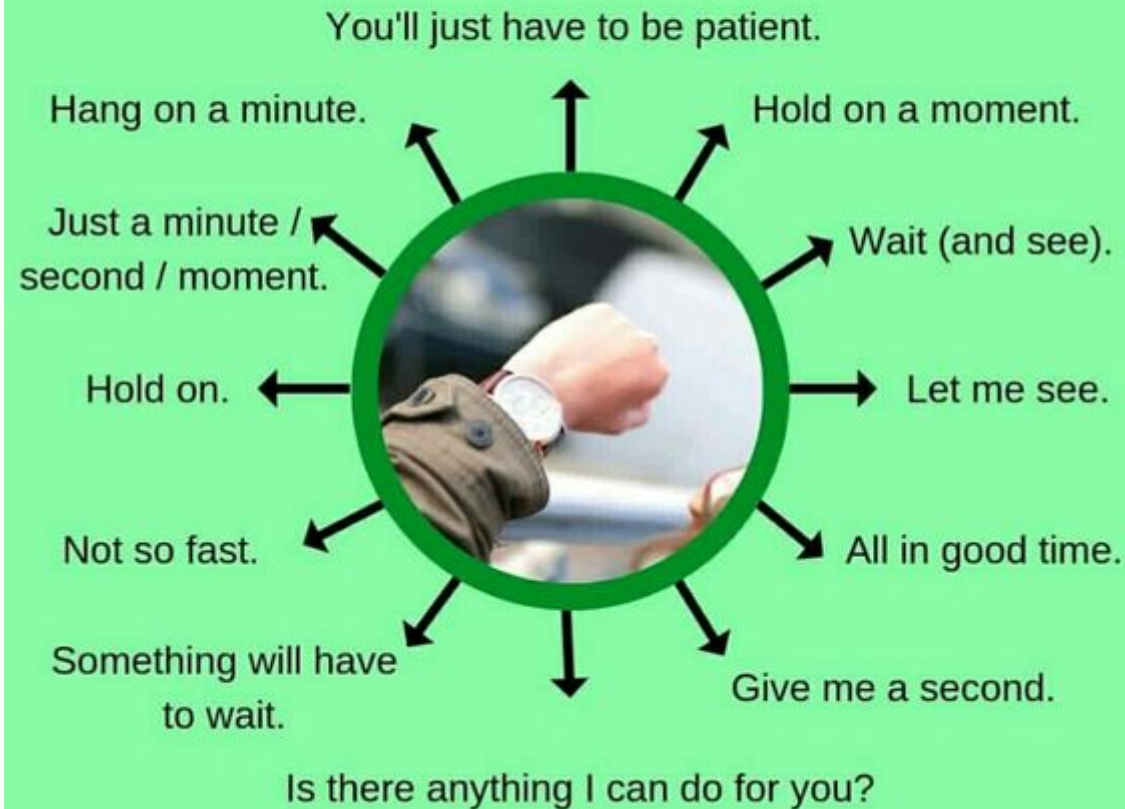 You'll just have to be patient.
Hang on a minute.
Hold on a moment.
Just a minute /
second / moment.
Wait (and see).
Hold on.
Let me see.
Not so fast.
All in good time.
Something will have
to wait.
Give me a second.
Is there anything I can do for you?